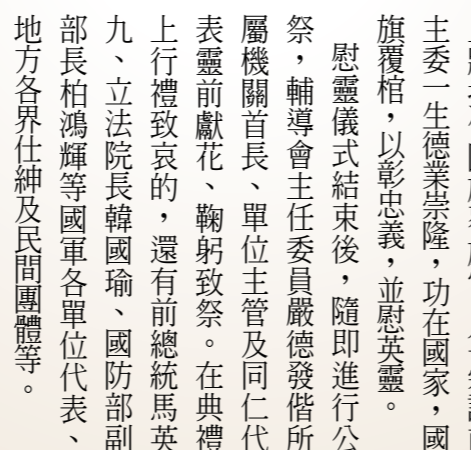 主委一生德業崇隆，功在國家，國
旗覆棺，以彰忠義，並慰英靈。
慰靈儀式結束後，隨即進行公
祭，輔導會主任委員嚴德發偕所
屬機關首長、單位主管及同仁代
表靈前獻花、鞠躬致祭。在典禮
上行禮致哀的，還有前總統馬英
九、立法院長韓國瑜、國防部副
部長柏鴻輝等國軍各單位代表、
地方各界仕紳及民間團體等。